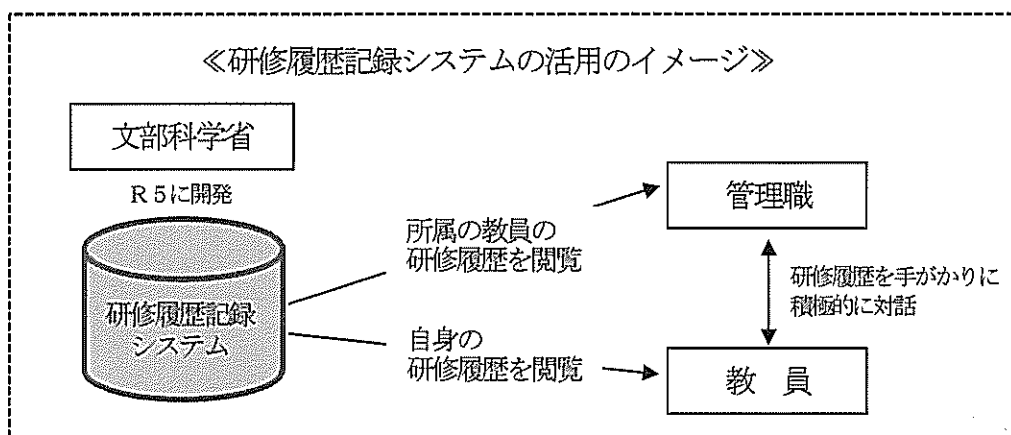 ≪研修履歴記録システムの活用のイメージ≫
文部科学省
R5に開発
研修履歴記録
システム
所属の教員の
研修履歴を閲覧
自身の
研修履歴を閲覧
管理職
研修履歴を手がかりに
積極的に対話
教　員